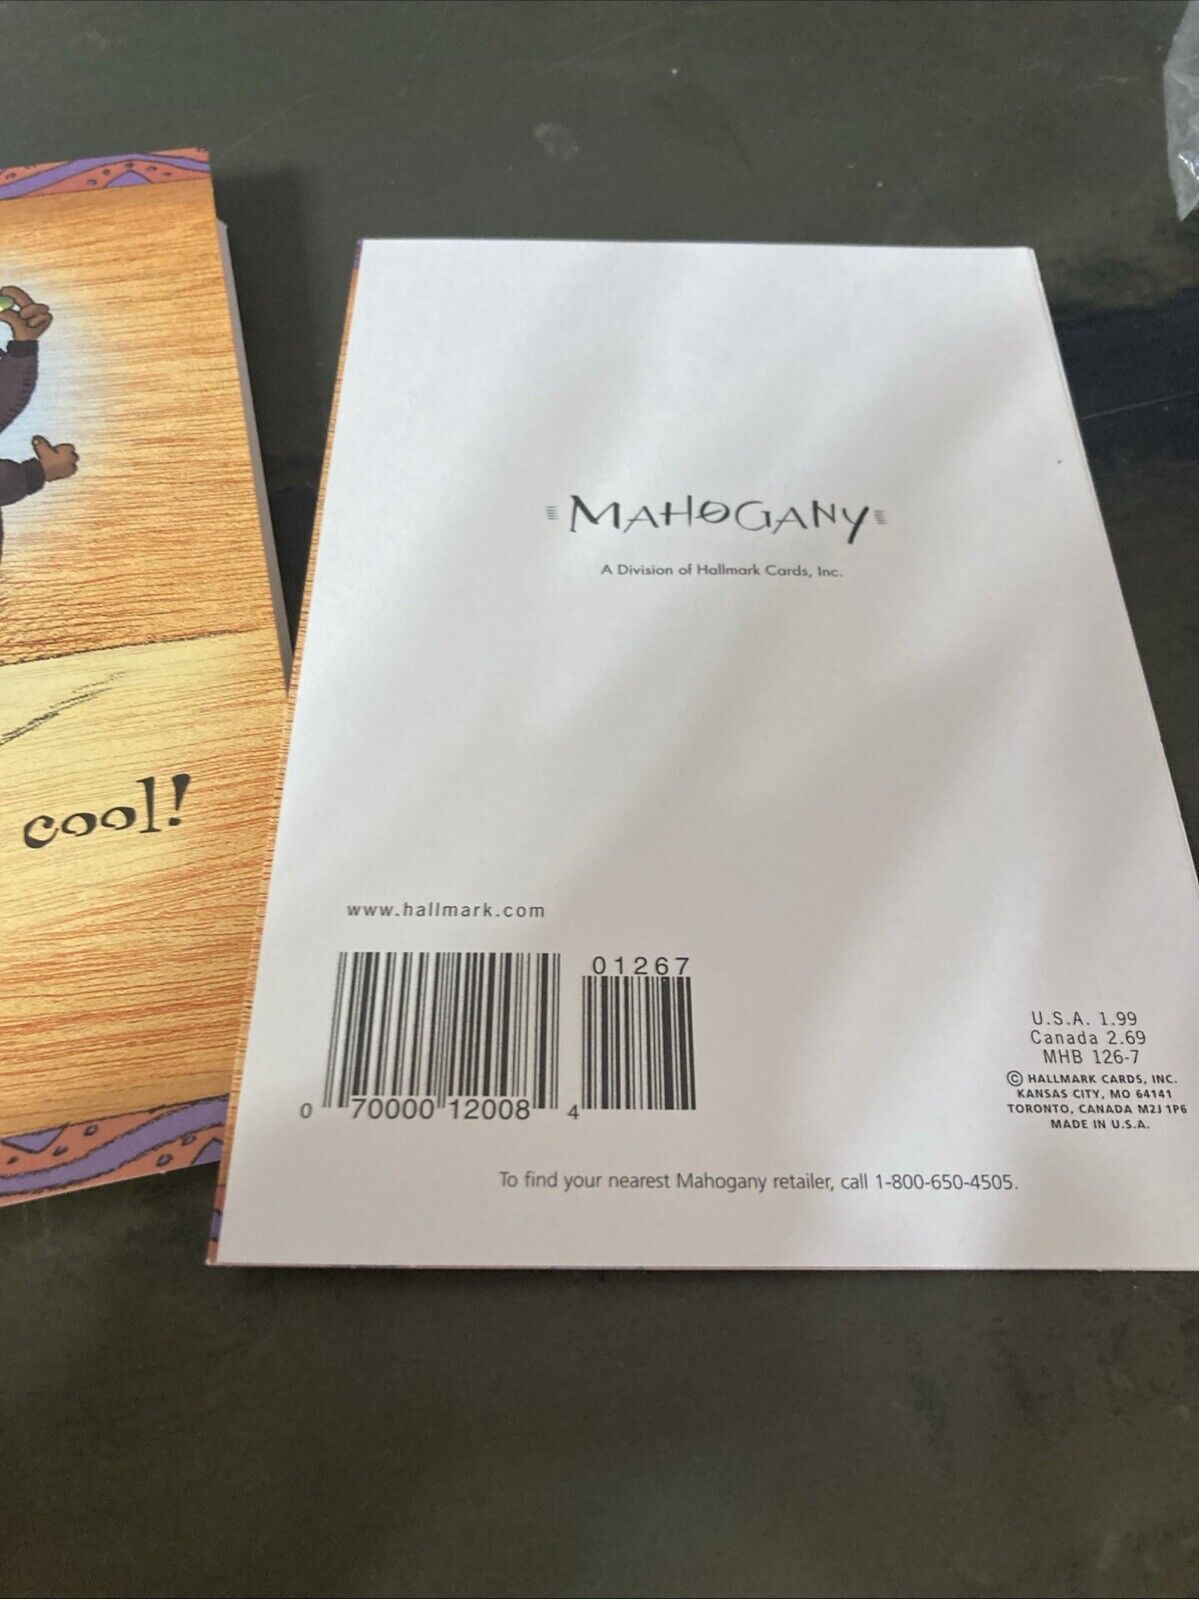 cool!
MAHOGANY
A Division of Hallmark Cards, Inc.
www.hallmark.com
01267
0 70000 12008 4
U.S.A. 1.99
Canada 2.69
MHB 126-7
© HALLMARK CARDS, INC.
KANSAS CITY, MO 64141
TORONTO, CANADA M2J 1P6
MADE IN U.S.A.
To find your nearest Mahogany retailer, call 1-800-650-4505.